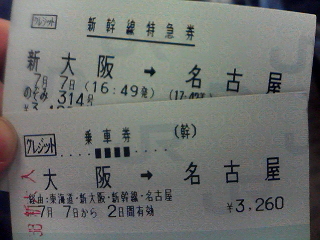 クレジット 新幹線特急券
新大阪 → 名古屋
7月 7日(16:49発)
のぞみ 314号
クレジット 乗車券 (幹)
大阪 → 名古屋
経由:東海道・新大阪・新幹線・名古屋
7月 7日から 2日間有効 ¥3,260